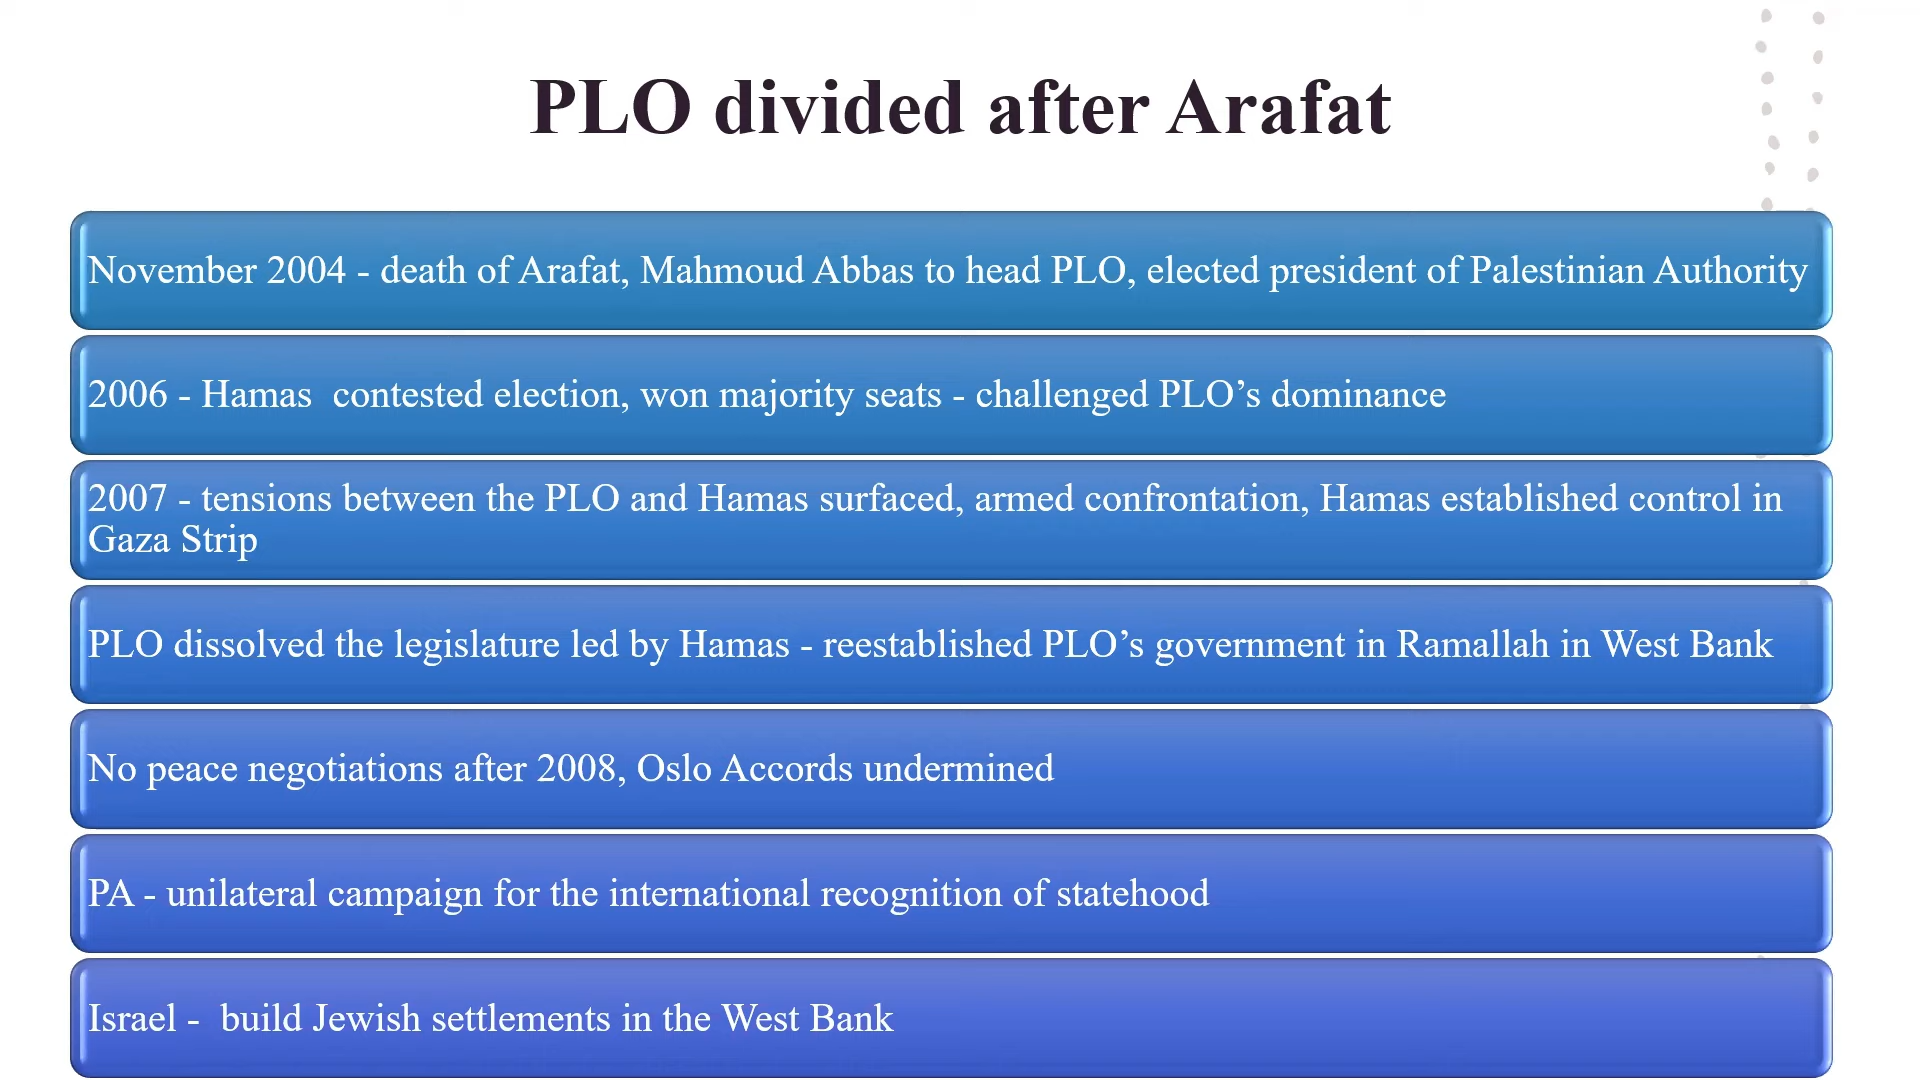 PLO divided after Arafat
November 2004 - death of Arafat, Mahmoud Abbas to head PLO, elected president of Palestinian Authority
2006 - Hamas  contested election, won majority seats - challenged PLO’s dominance
2007 - tensions between the PLO and Hamas surfaced, armed confrontation, Hamas established control in
Gaza Strip
PLO dissolved the legislature led by Hamas - reestablished PLO’s government in Ramallah in West Bank
No peace negotiations after 2008, Oslo Accords undermined
PA - unilateral campaign for the international recognition of statehood
Israel -  build Jewish settlements in the West Bank